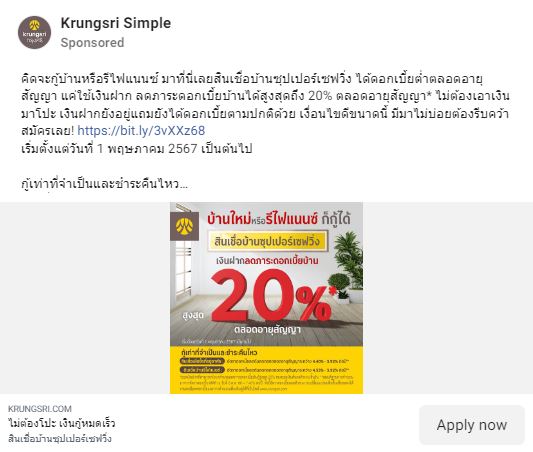 Krungsri Simple
Sponsored
krungsri
กรุงศรี
คิดจะกู้บ้านหรือรีไฟแนนซ์ มาที่นี่เลยสินเชื่อบ้านซุปเปอร์เซฟวิ่ง ได้ดอกเบี้ยต่ำตลอดอายุ
สัญญา แค่ใช้เงินฝาก ลดภาระดอกเบี้ยบ้านได้สูงสุดถึง 20% ตลอดอายุสัญญา* ไม่ต้องเอาเงิน
มาโปะ เงินฝากยังอยู่แถมยังได้ดอกเบี้ยตามปกติด้วย เงื่อนไขดีขนาดนี้ มีมาไม่บ่อยต้องรีบคว้า
สมัครเลย! https://bit.ly/3vXXz68
เริ่มตั้งแต่วันที่ 1 พฤษภาคม 2567 เป็นต้นไป
กู้เท่าที่จำเป็นและชำระคืนไหว...
บ้านใหม่หรือรีไฟแนนซ์ ก็กู้ได้
สินเชื่อบ้านซุปเปอร์เซฟวิ่ง
เงินฝากลดภาระดอกเบี้ยบ้าน
สูงสุด 20%*
ตลอดอายุสัญญา
กู้เท่าที่จำเป็นและชำระคืนไหว
KRUNGSRI.COM
ไม่ต้องโปะ เงินกู้หมดเร็ว
สินเชื่อบ้านซุปเปอร์เซฟวิ่ง
Apply now